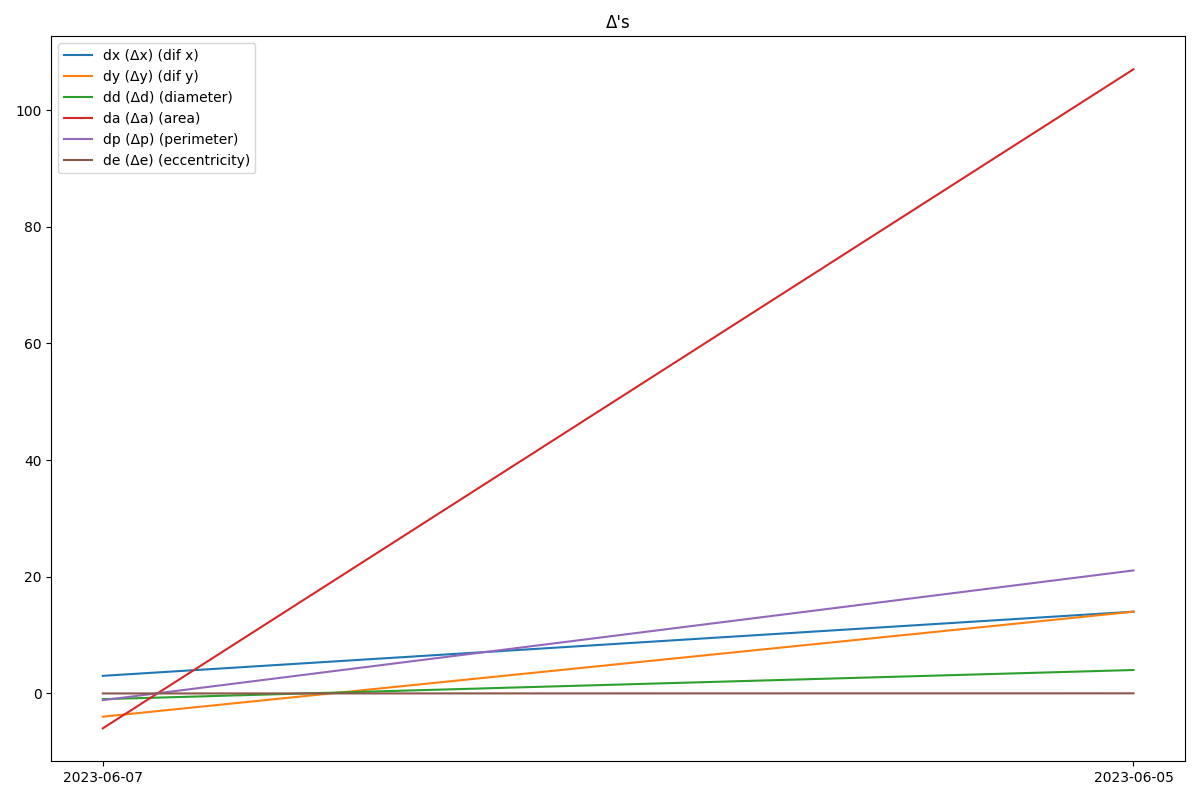 Δ's
dx (Δx) (dif x)
dy (Δy) (dif y)
dd (Δd) (diameter)
da (Δa) (area)
dp (Δp) (perimeter)
de (Δe) (eccentricity)
100
80
60
40
20
0
2023-06-07 2023-06-05